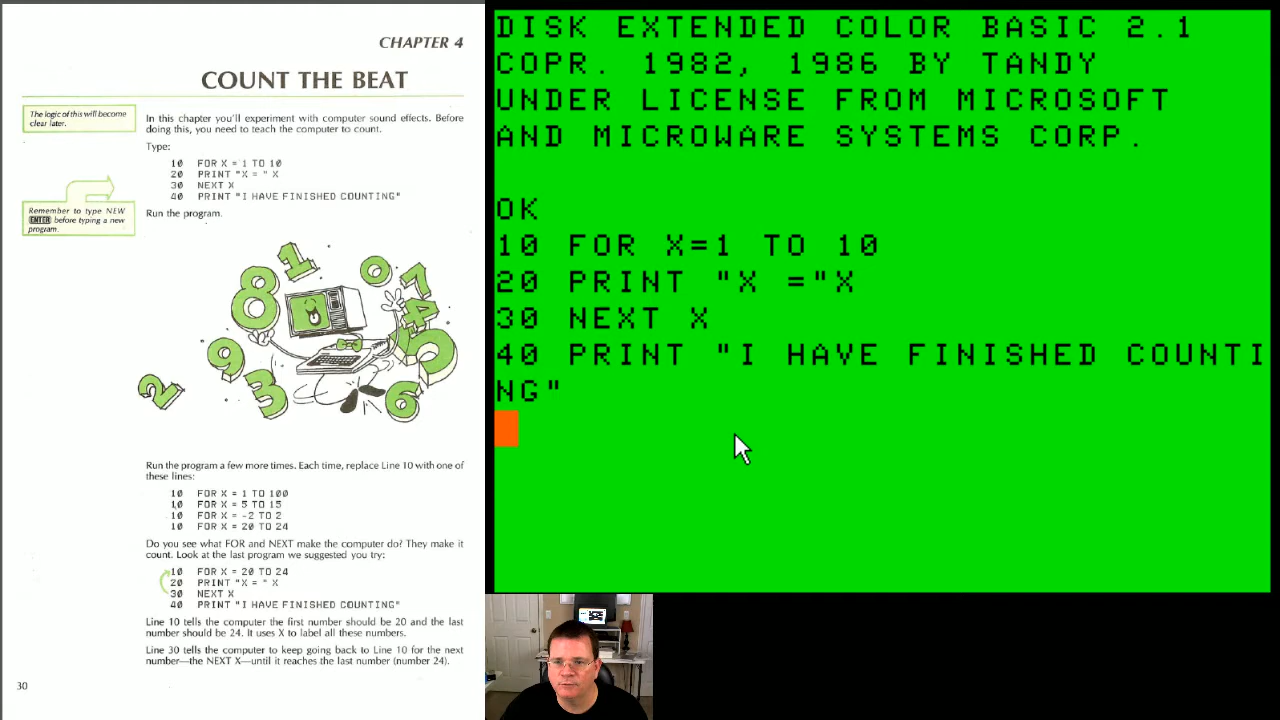 CHAPTER 4
COUNT THE BEAT
The logic of this will become
clear later.
In this chapter you'll experiment with computer sound effects. Before
doing this, you need to teach the computer to count.
Type:
10 FOR X = 1 TO 10
20 PRINT "X = " X
30 NEXT X
40 PRINT "I HAVE FINISHED COUNTING"
Remember to type NEW
ENTER before typing a new
program.
Run the program.
1
0
7
8
4
9
5
2
3
6
Run the program a few more times. Each time, replace Line 10 with one of
these lines:
10 FOR X = 1 TO 100
10 FOR X = 5 TO 15
10 FOR X = -2 TO 2
10 FOR X = 20 TO 24
Do you see what FOR and NEXT make the computer do? They make it
count. Look at the last program we suggested you try:
10 FOR X = 20 TO 24
20 PRINT "X = " X
30 NEXT X
40 PRINT "I HAVE FINISHED COUNTING"
Line 10 tells the computer the first number should be 20 and the last
number should be 24. It uses X to label all these numbers.
Line 30 tells the computer to keep going back to Line 10 for the next
number—the NEXT X—until it reaches the last number (number 24).
30
DISK EXTENDED COLOR BASIC 2.1
COPR. 1982, 1986 BY TANDY
UNDER LICENSE FROM MICROSOFT
AND MICROWARE SYSTEMS CORP.
OK
10 FOR X=1 TO 10
20 PRINT "X ="X
30 NEXT X
40 PRINT "I HAVE FINISHED COUNTI
NG"